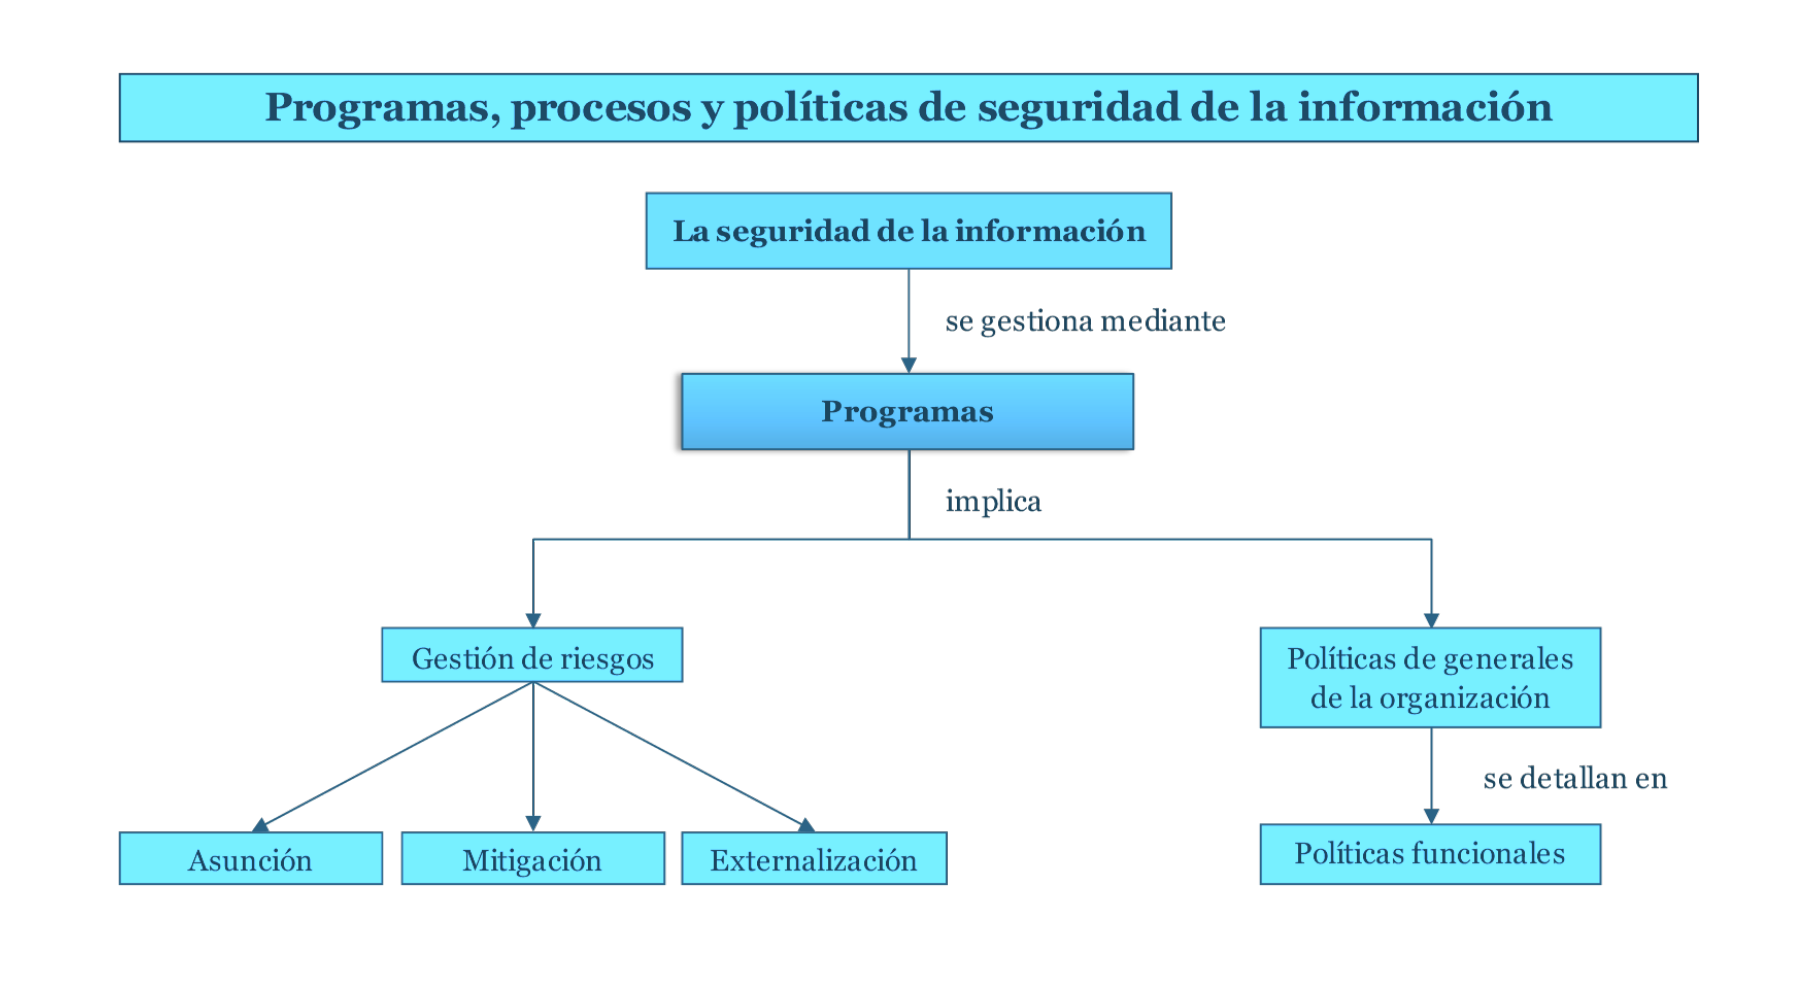 Programas, procesos y políticas de seguridad de la información
La seguridad de la información
se gestiona mediante
Programas
implica
Gestión de riesgos
Políticas de generales
de la organización
se detallan en
Asunción
Mitigación
Externalización
Políticas funcionales